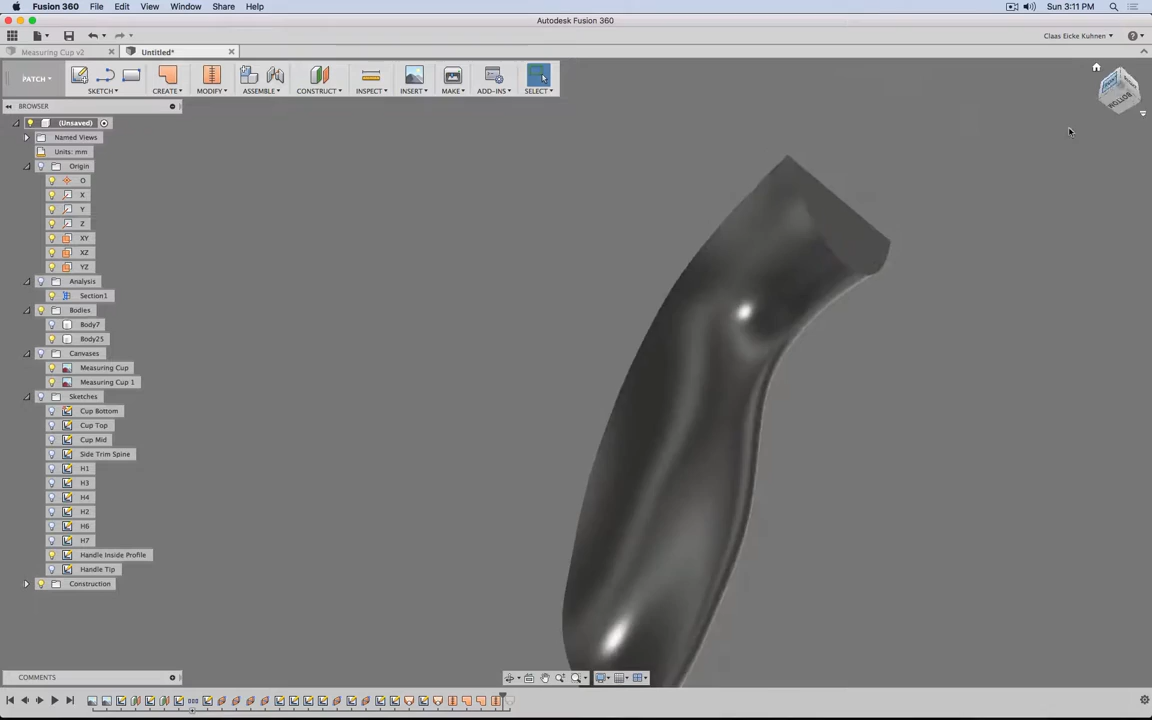 Fusion 360 File Edit View Window Share Help Sun 3:11 PM
Autodesk Fusion 360
Claas Eicke Kuhnen
Measuring Cup v2 Untitled*
PATCH SKETCH CREATE MODIFY ASSEMBLE CONSTRUCT INSPECT INSERT MAKE ADD-INS SELECT
BROWSER
(Unsaved)
Named Views
Units: mm
Origin
O
X
Y
Z
XY
XZ
YZ
Analysis
Section1
Bodies
Body7
Body25
Canvases
Measuring Cup
Measuring Cup 1
Sketches
Cup Bottom
Cup Top
Cup Mid
Side Trim Spine
H1
H3
H4
H2
H6
H7
Handle Inside Profile
Handle Tip
Construction
COMMENTS
BOTTOM